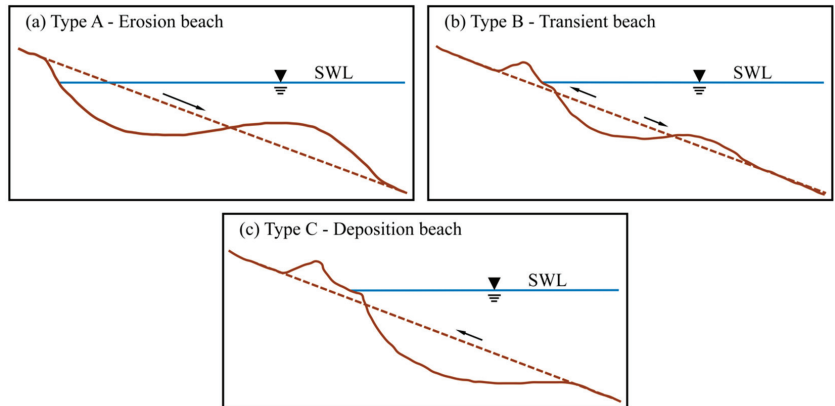 (a) Type A - Erosion beach
SWL
(b) Type B - Transient beach
SWL
(c) Type C - Deposition beach
SWL